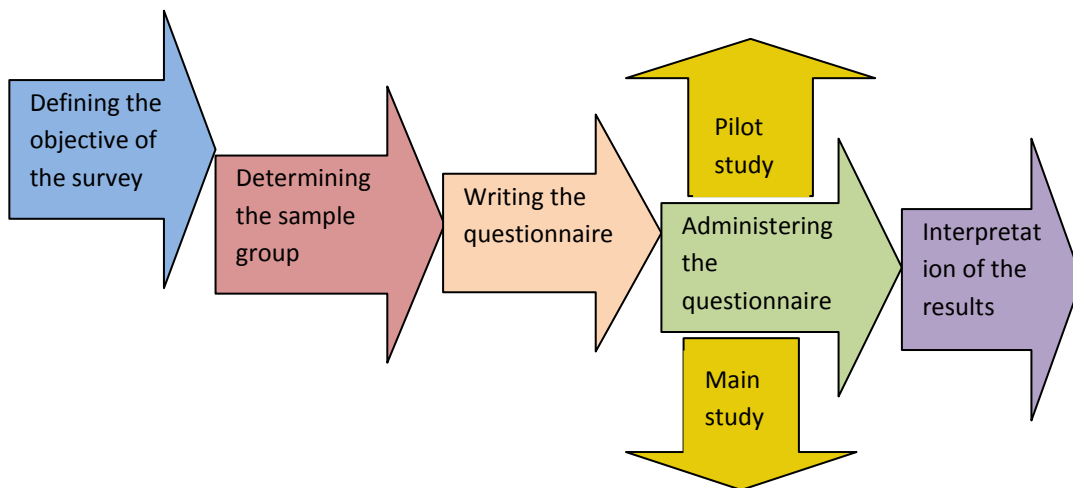 Defining the
objective of
the survey
Determining
the sample
group
Writing the
questionnaire
Pilot
study
Administering
the
questionnaire
Main
study
Interpretat
ion of the
results